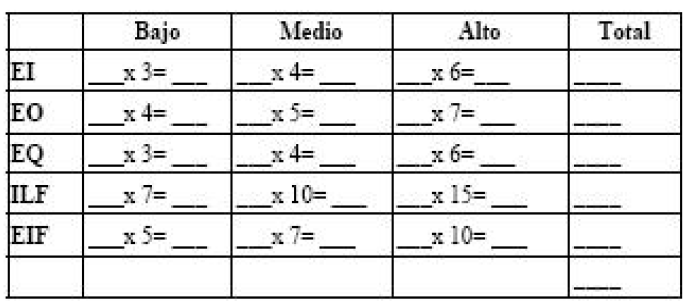 Bajo Medio Alto Total
EI ___x 3= ___ ___x 4= ___ ___x 6=___ ____
EO ___x 4= ___ ___x 5= ___ ___x 7= ___ ____
EQ ___x 3= ___ ___x 4= ___ ___x 6= ___ ____
ILF ___x 7= ___ ___x 10= ___ ___x 15= ___ ____
EIF ___x 5= ___ ___x 7= ___ ___x 10= ___ ____
____